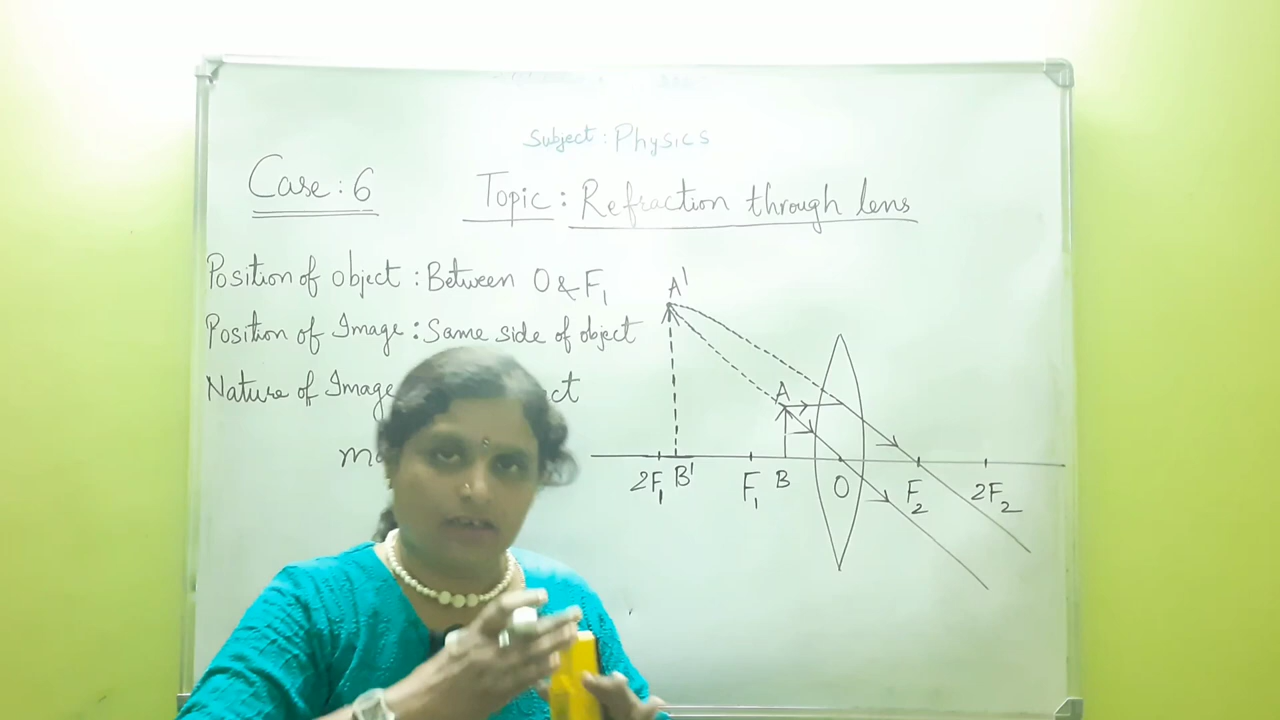 Subject: Physics
Case: 6
Topic: Refraction through lens
Position of object: Between O & F₁
Position of Image: Same side of object
Nature of Image
A'
A
2F₁ B' F₁ B O F₂ 2F₂